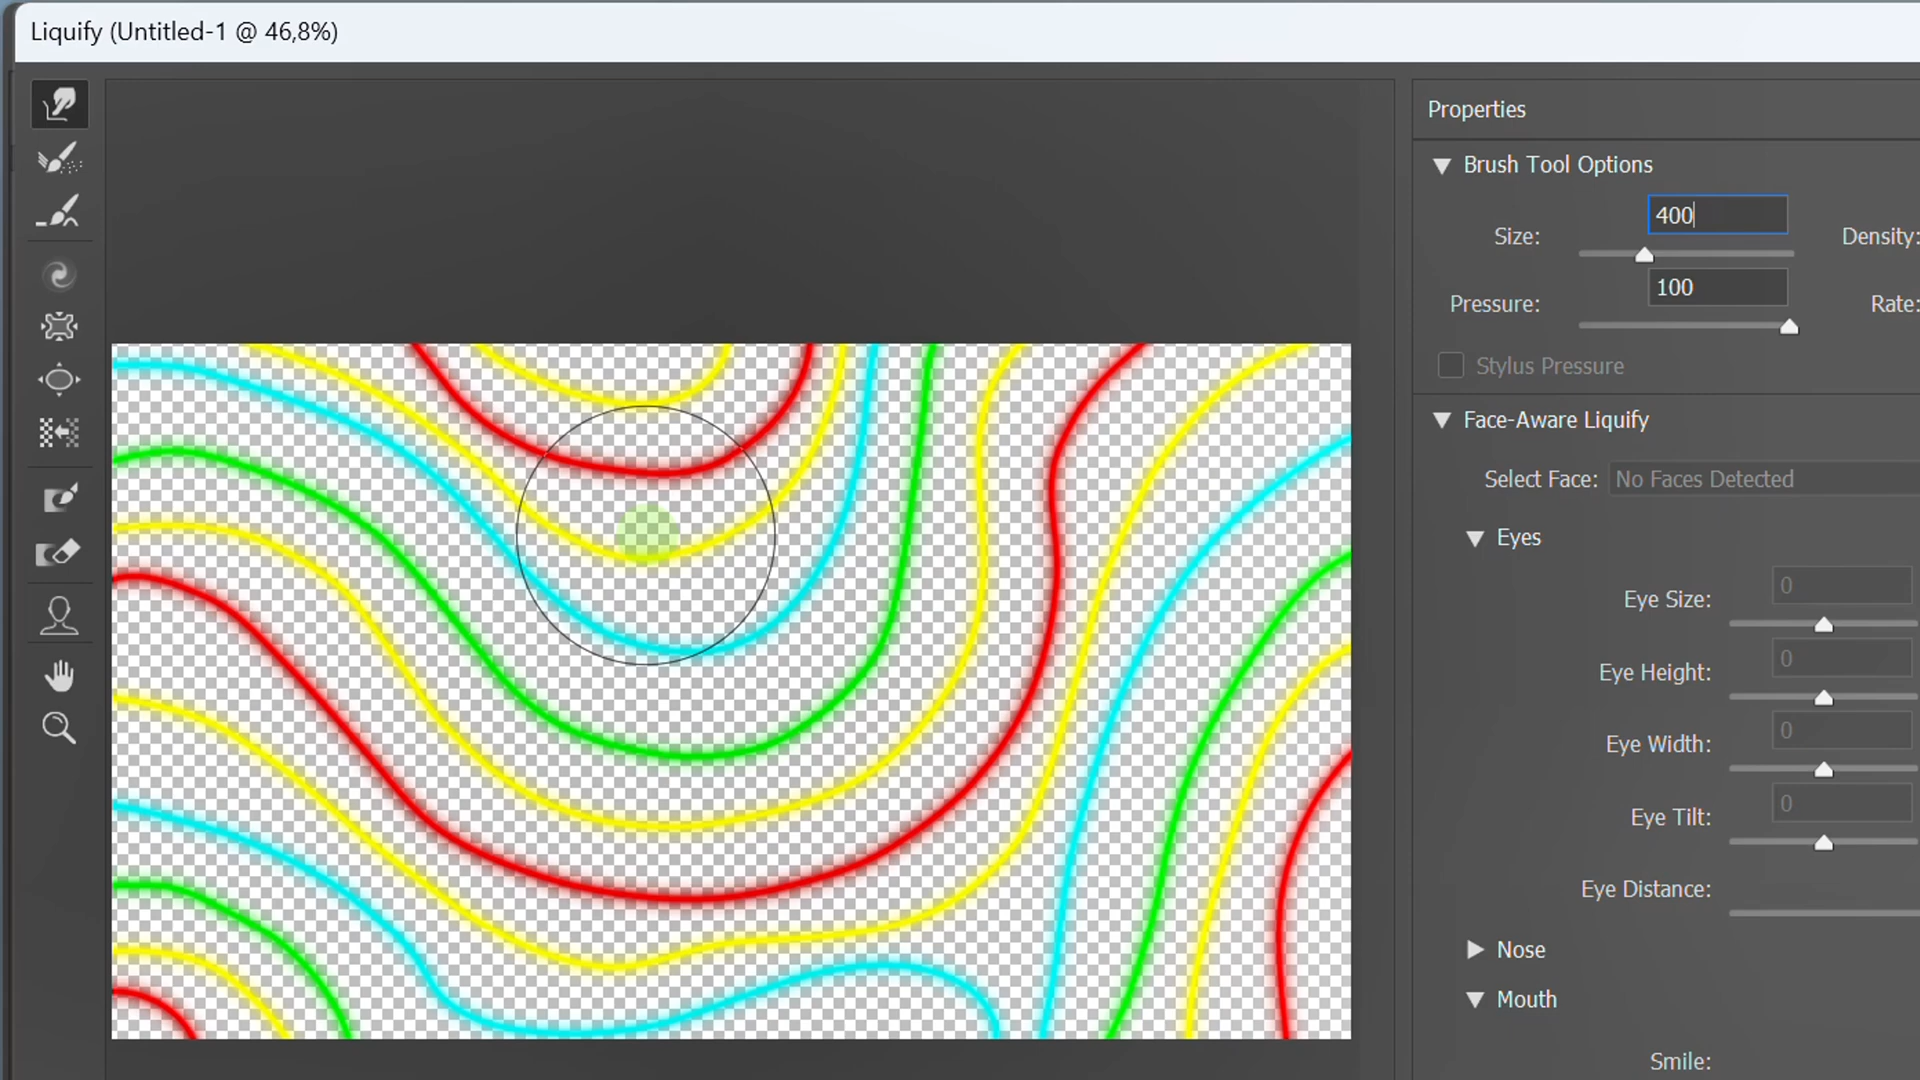 Liquify (Untitled-1 @ 46,8%)
Properties
Brush Tool Options
400
Size:
Density:
100
Pressure:
Rate:
Stylus Pressure
Face-Aware Liquify
Select Face: No Faces Detected
Eyes
0
Eye Size:
0
Eye Height:
0
Eye Width:
0
Eye Tilt:
Eye Distance:
Nose
Mouth
Smile: